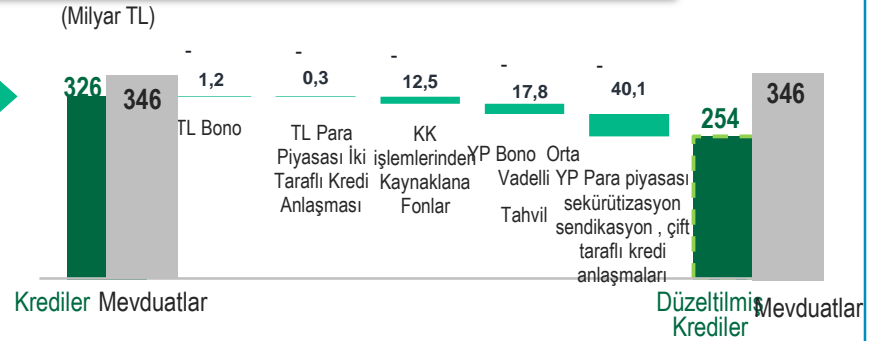 (Milyar TL)
-
-
-
-
-
326
346
1,2
0,3
12,5
17,8
40,1
254
346
TL Bono
TL Para
Piyasası İki
Taraflı Kredi
Anlaşması
KK
işlemlerinden
Kaynaklana
Fonlar
YP Bono Orta
Vadelli
Tahvil
YP Para piyasası
sekürütizasyon
sendikasyon , çift
taraflı kredi
anlaşmaları
Krediler
Mevduatlar
Düzeltilmiş
Krediler
Mevduatlar